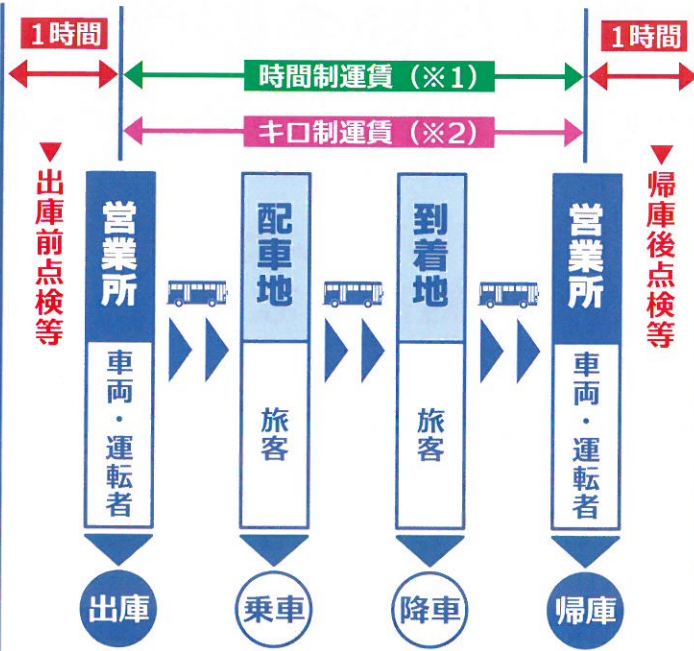 1時間
1時間
時間制運賃（※1）
キロ制運賃（※2）
出庫前点検等
営業所
車両・運転者
出庫
配車地
旅客
乗車
到着地
旅客
降車
営業所
車両・運転者
帰庫
帰庫後点検等